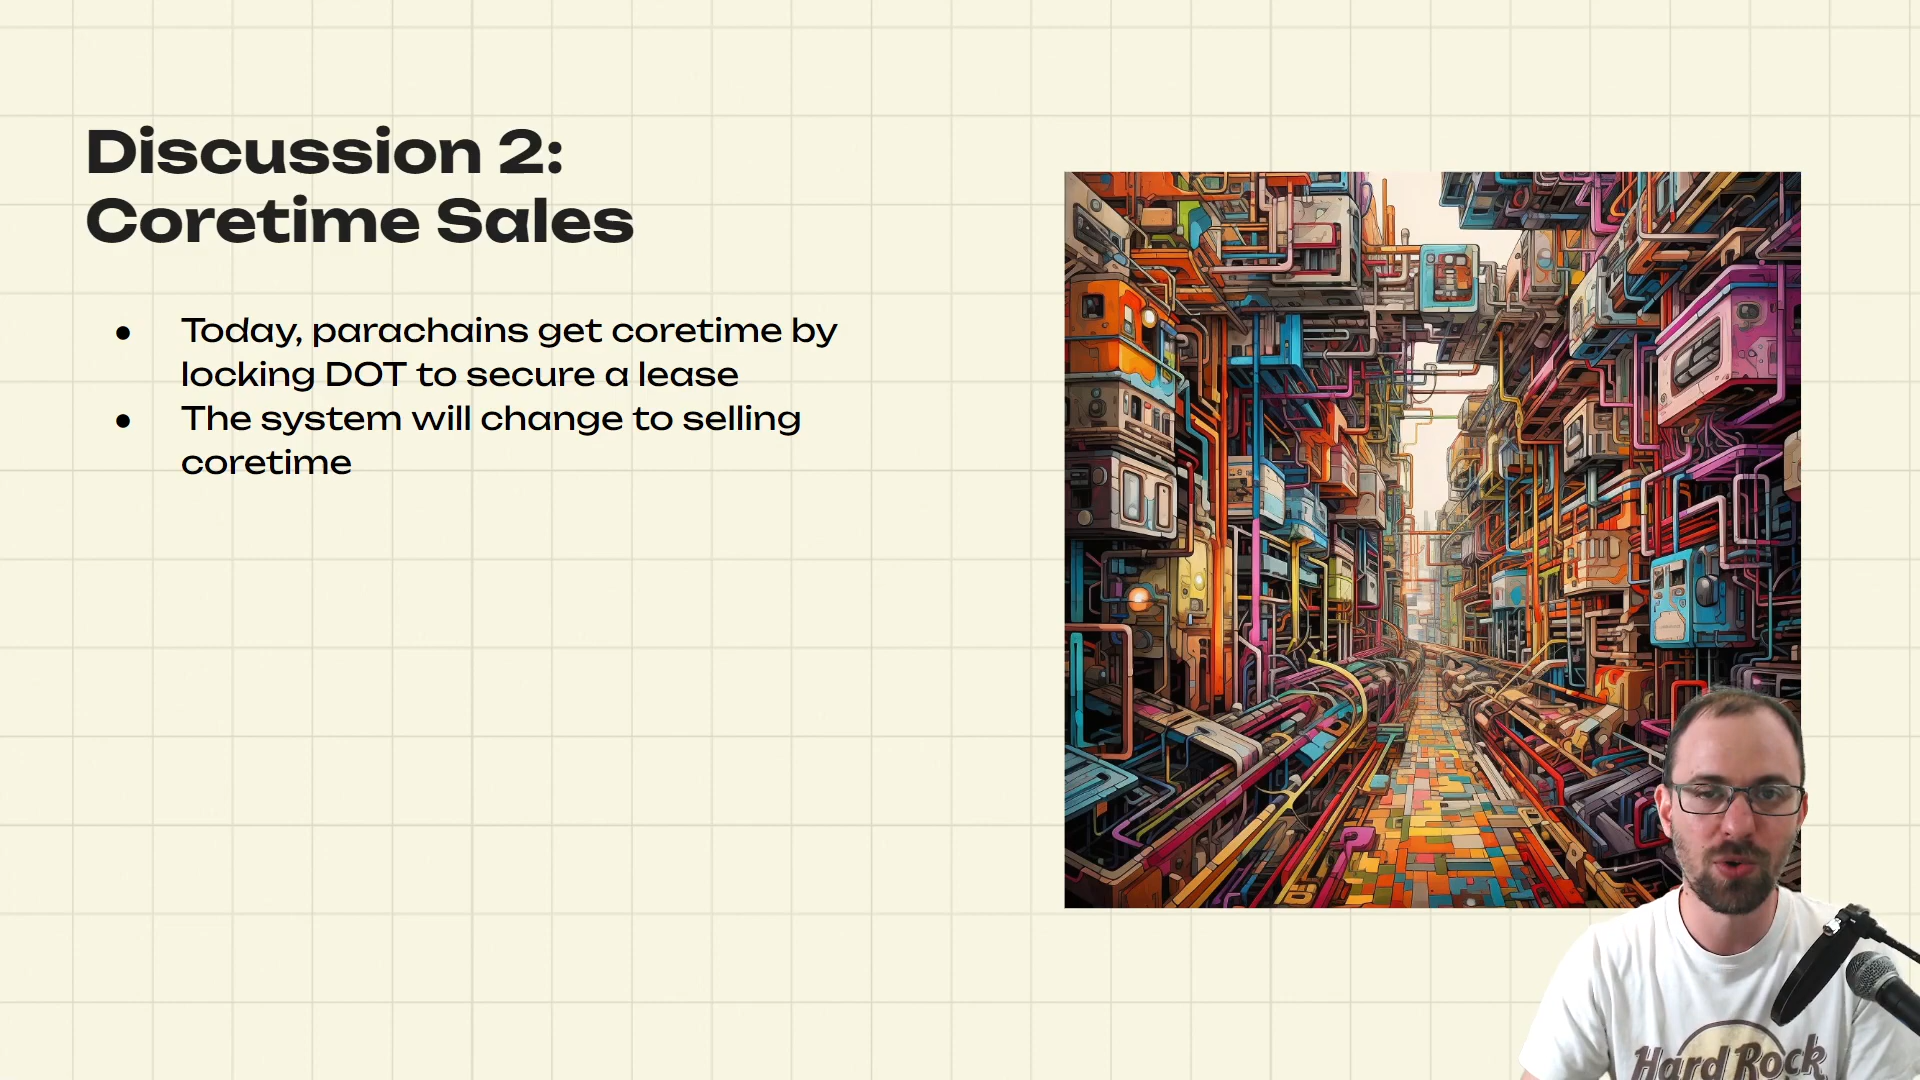 Discussion 2:
Coretime Sales
● Today, parachains get coretime by
locking DOT to secure a lease
● The system will change to selling
coretime
Hard Rock